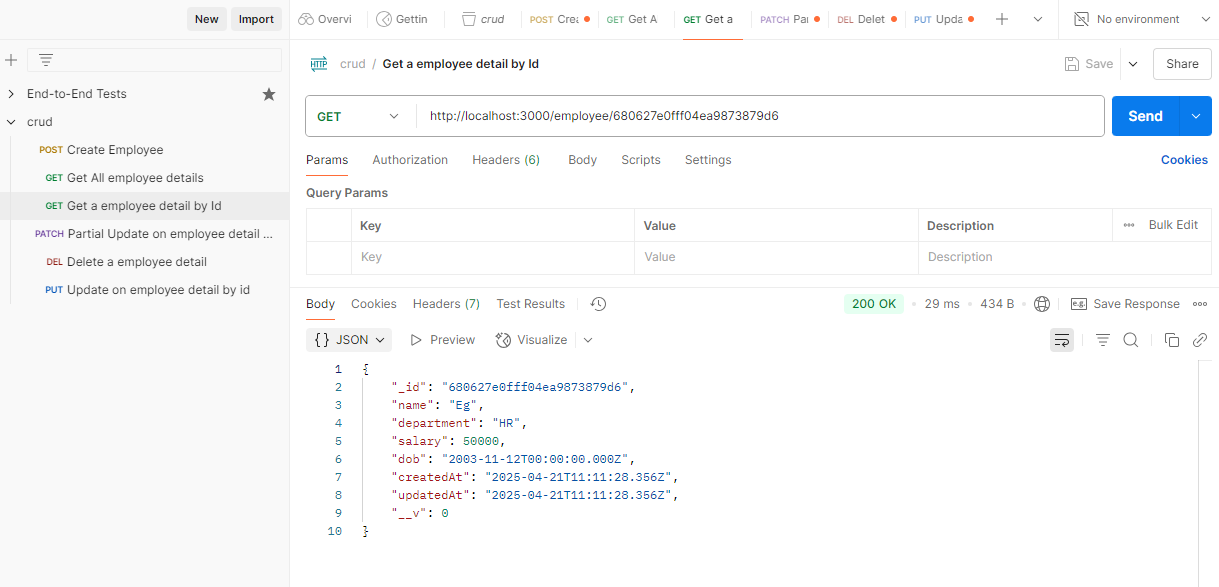 New Import Overvi Gettin crud POST Crea GET Get A GET Get a PATCH Par DEL Delet PUT Upda No environment
HTTP crud / Get a employee detail by Id Save Share
End-to-End Tests
crud
POST Create Employee
GET Get All employee details
GET Get a employee detail by Id
PATCH Partial Update on employee detail ...
DEL Delete a employee detail
PUT Update on employee detail by id
GET http://localhost:3000/employee/680627e0fff04ea9873879d6 Send
Params Authorization Headers (6) Body Scripts Settings Cookies
Query Params
Key Value Description Bulk Edit
Key Value Description
Body Cookies Headers (7) Test Results 200 OK 29 ms 434 B e.g. Save Response
{} JSON Preview Visualize
1 {
2 "_id": "680627e0fff04ea9873879d6",
3 "name": "Eg",
4 "department": "HR",
5 "salary": 50000,
6 "dob": "2003-11-12T00:00:00.000Z",
7 "createdAt": "2025-04-21T11:11:28.356Z",
8 "updatedAt": "2025-04-21T11:11:28.356Z",
9 "__v": 0
10 }